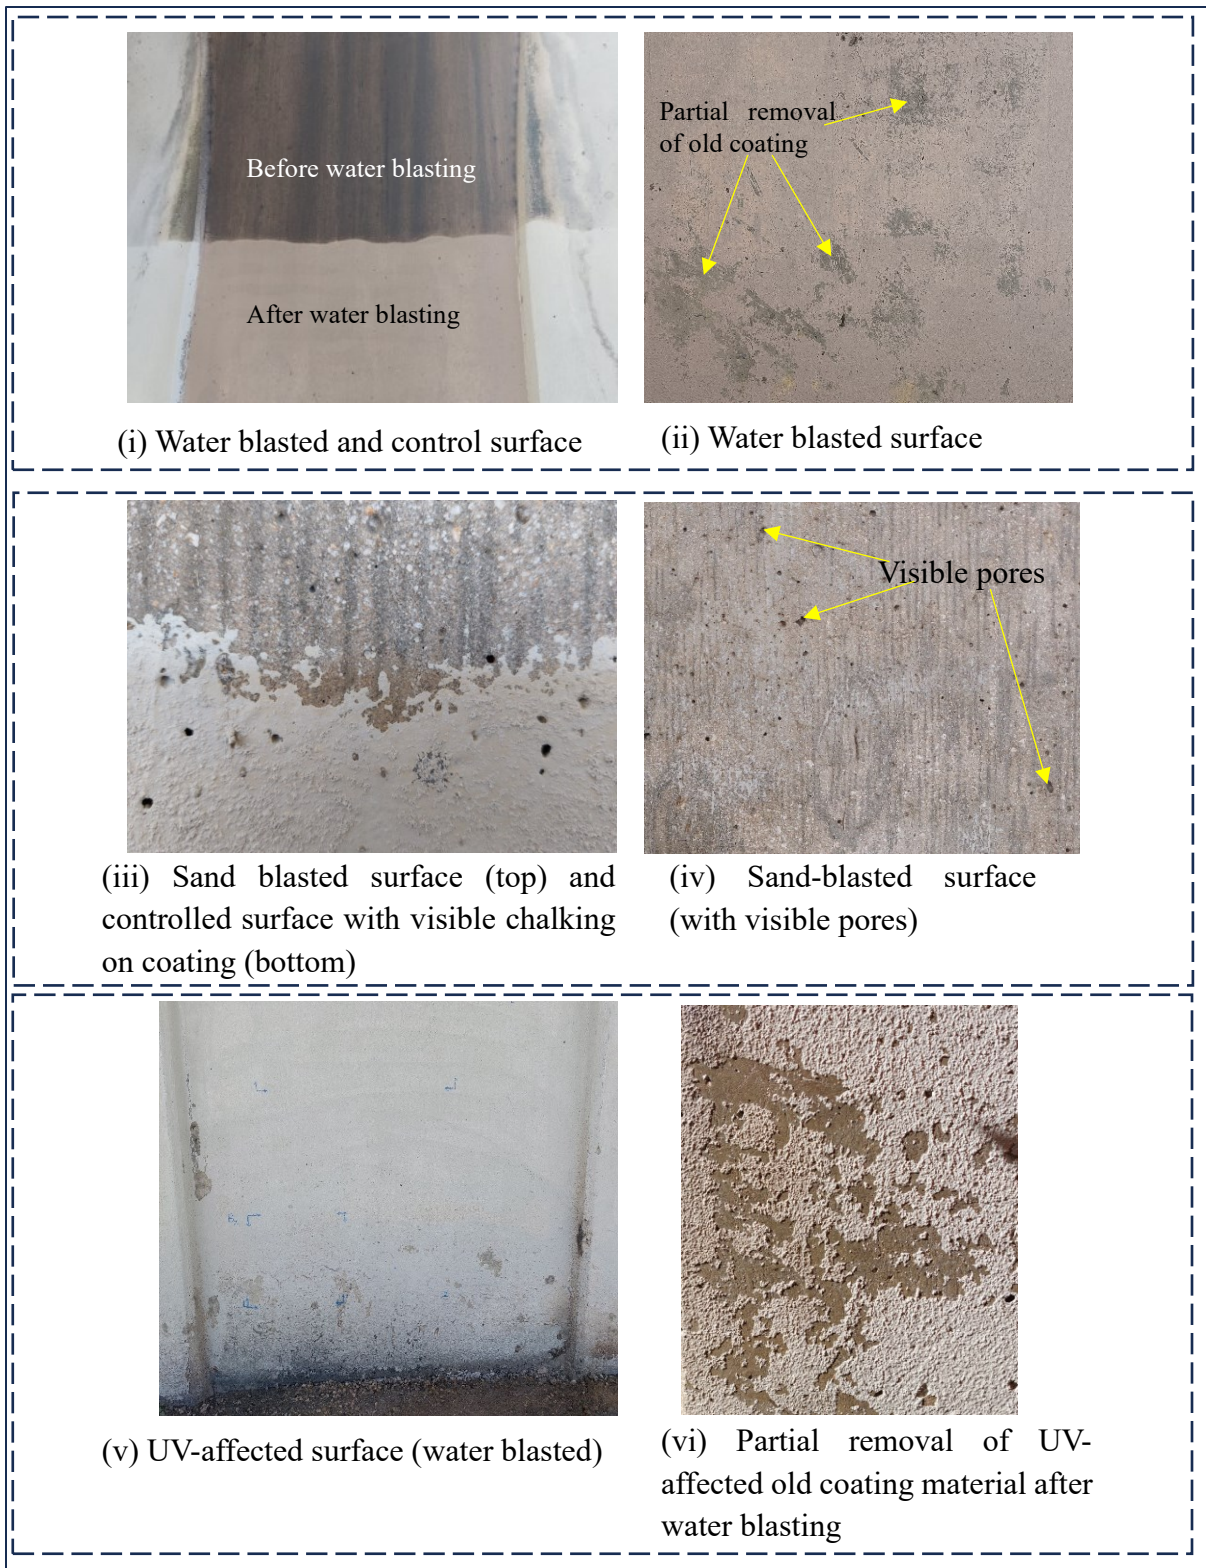 Before water blasting
After water blasting
Partial removal
of old coating
(i) Water blasted and control surface
(ii) Water blasted surface
Visible pores
(iii) Sand blasted surface (top) and
controlled surface with visible chalking
on coating (bottom)
(iv) Sand-blasted surface
(with visible pores)
(v) UV-affected surface (water blasted)
(vi) Partial removal of UV-
affected old coating material after
water blasting